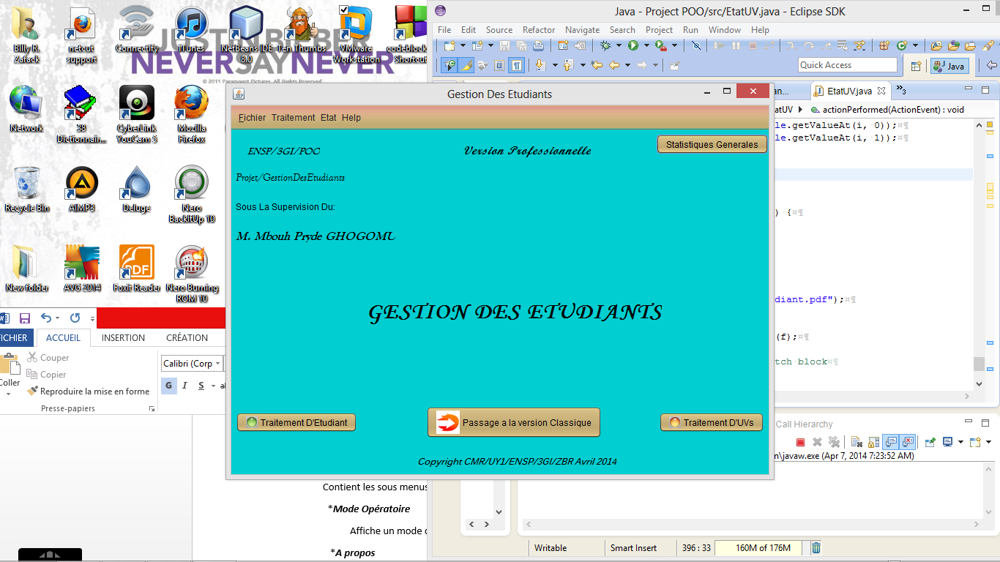 JUSTIN BIEBER
NEVER SAY NEVER
© 2011 Paramount Pictures. All Rights Reserved
Billy R. Zafack
netcut support
Connectify
iTunes
NetBeans IDE 8.0
Ten Thumbs
VMware Workstation
codeblock Shortcut
Network
38 Dictionnair...
CyberLink YouCam 5
Mozilla Firefox
Recycle Bin
AIMP3
Deluge
Nero BackItUp 10
New folder
AVG 2014
Foxit Reader
Nero Burning ROM 10
FICHIER ACCUEIL INSERTION CRÉATION
Couper
Copier
Coller
Reproduire la mise en forme
Presse-papiers
Calibri (Corp
G I S
Contient les sous menus
*Mode Opératoire
Affiche un mode
*A propos
Java - Project POO/src/EtatUV.java - Eclipse SDK
File Edit Source Refactor Navigate Search Project Run Window Help
Quick Access
Java
an...
EtatUV.java
3
atUV actionPerformed(ActionEvent) : void
le.getValueAt(i, 0));¤¶
le.getValueAt(i, 1));¤¶
) {¤¶
diant.pdf");¤¶
(f);¤¶
tch block¤¶
Call Hierarchy
n\javaw.exe (Apr 7, 2014 7:23:52 AM)
Writable Smart Insert 396 : 33 160M of 176M
Gestion Des Etudiants
Fichier Traitement Etat Help
Statistiques Generales
ENSP/3GI/POO
Version Professionnelle
Projet/GestionDesEtudiants
Sous La Supervision Du:
M. Mbouh Pryde GHOGOMU
GESTION DES ETUDIANTS
Traitement D'Etudiant
Passage a la version Classique
Traitement D'UVs
Copyright CMR/UY1/ENSP/3GI/ZBR Avril 2014